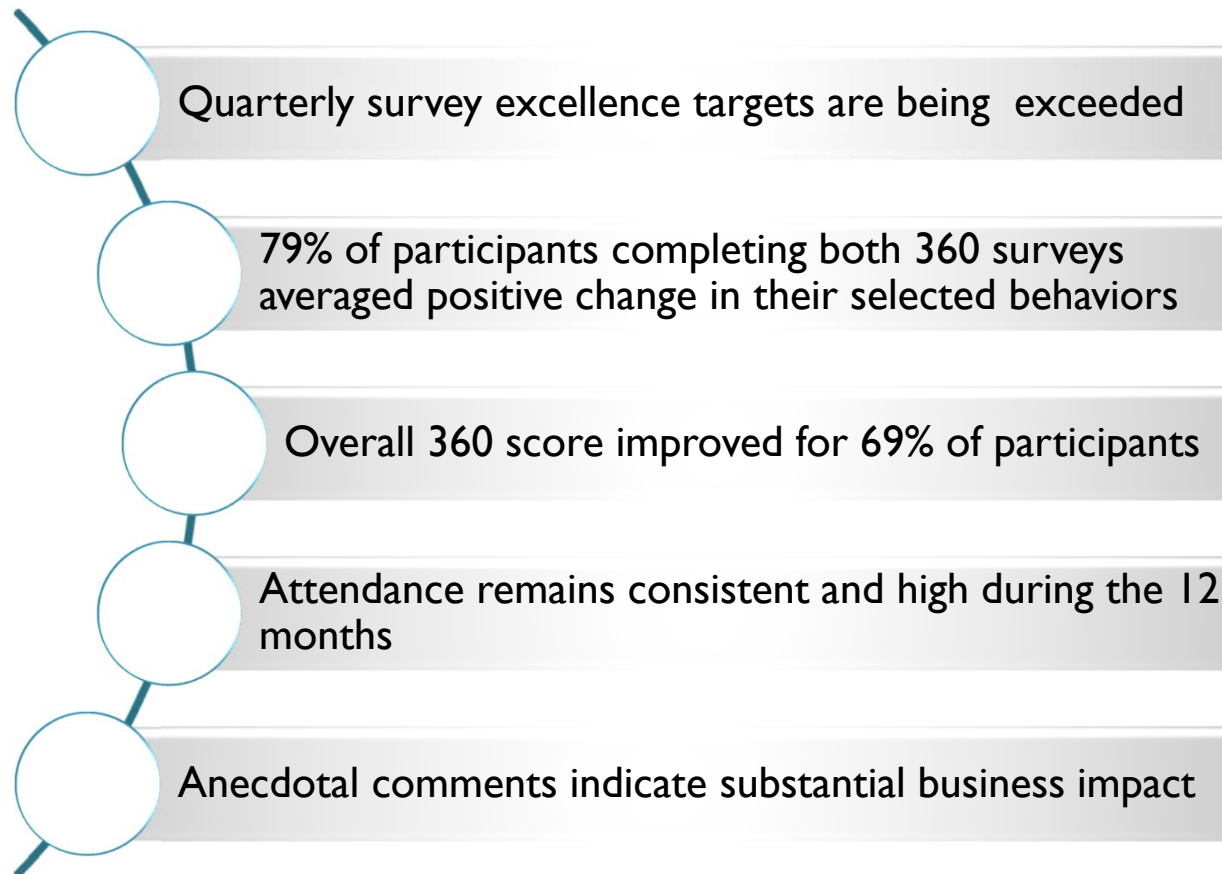 Quarterly survey excellence targets are being  exceeded
79% of participants completing both 360 surveys
averaged positive change in their selected behaviors
Overall 360 score improved for 69% of participants
Attendance remains consistent and high during the 12
months
Anecdotal comments indicate substantial business impact